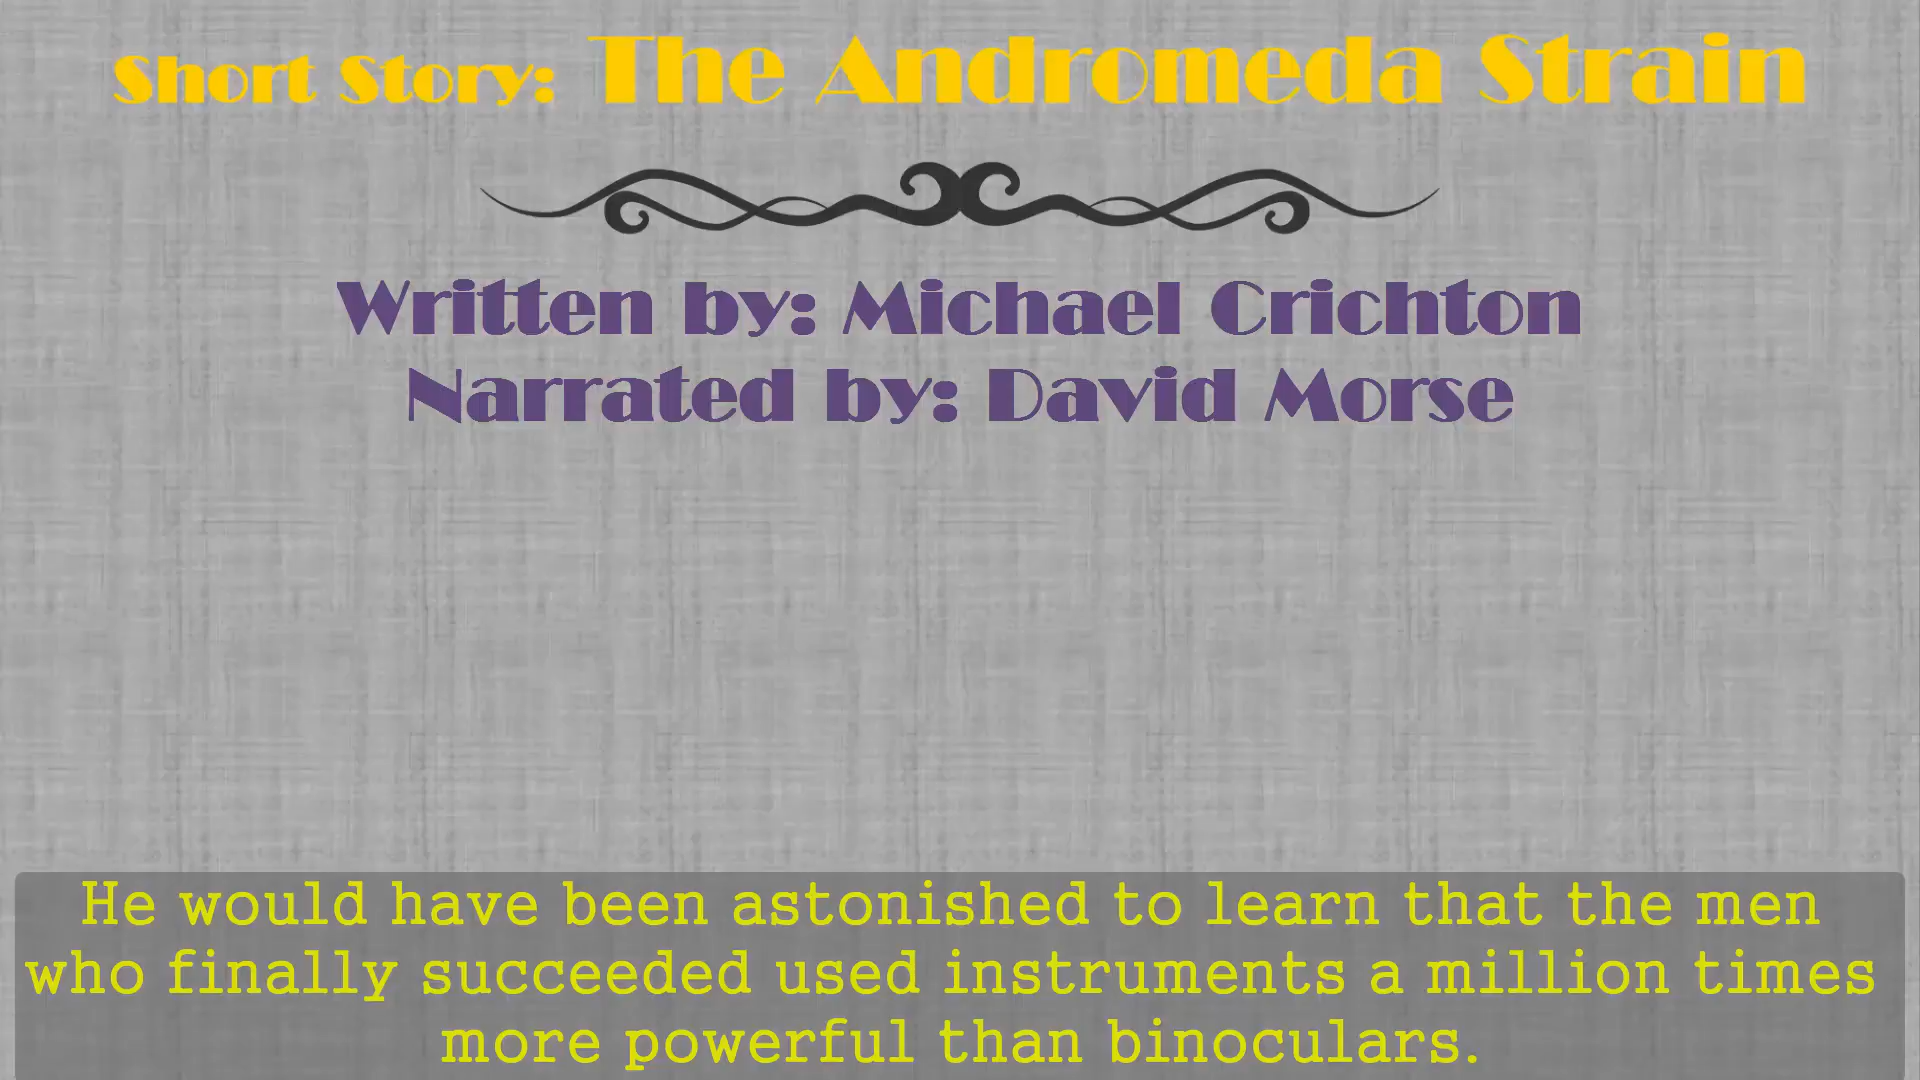 Short Story: The Andromeda Strain
Written by: Michael Crichton
Narrated by: David Morse
He would have been astonished to learn that the men
who finally succeeded used instruments a million times
more powerful than binoculars.